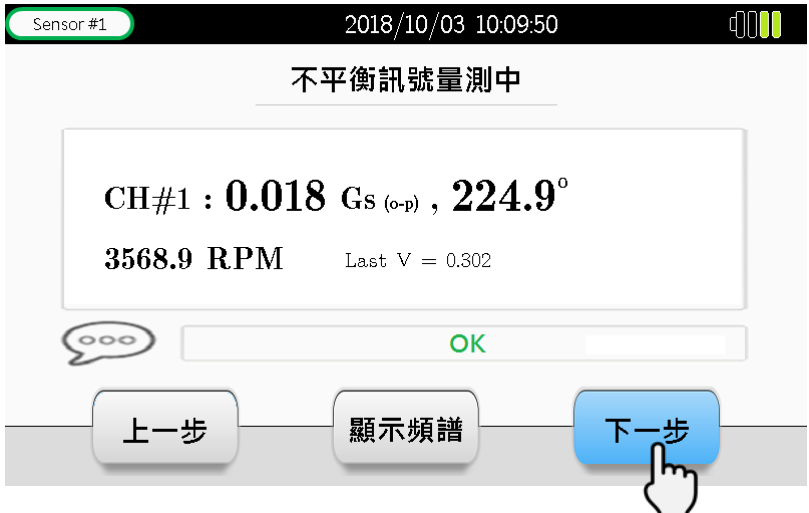 Sensor #1 2018/10/03 10:09:50
不平衡訊號量測中
CH#1 : 0.018 Gs (o-p) , 224.9°
3568.9 RPM Last V = 0.302
OK
上一步 顯示頻譜 下一步